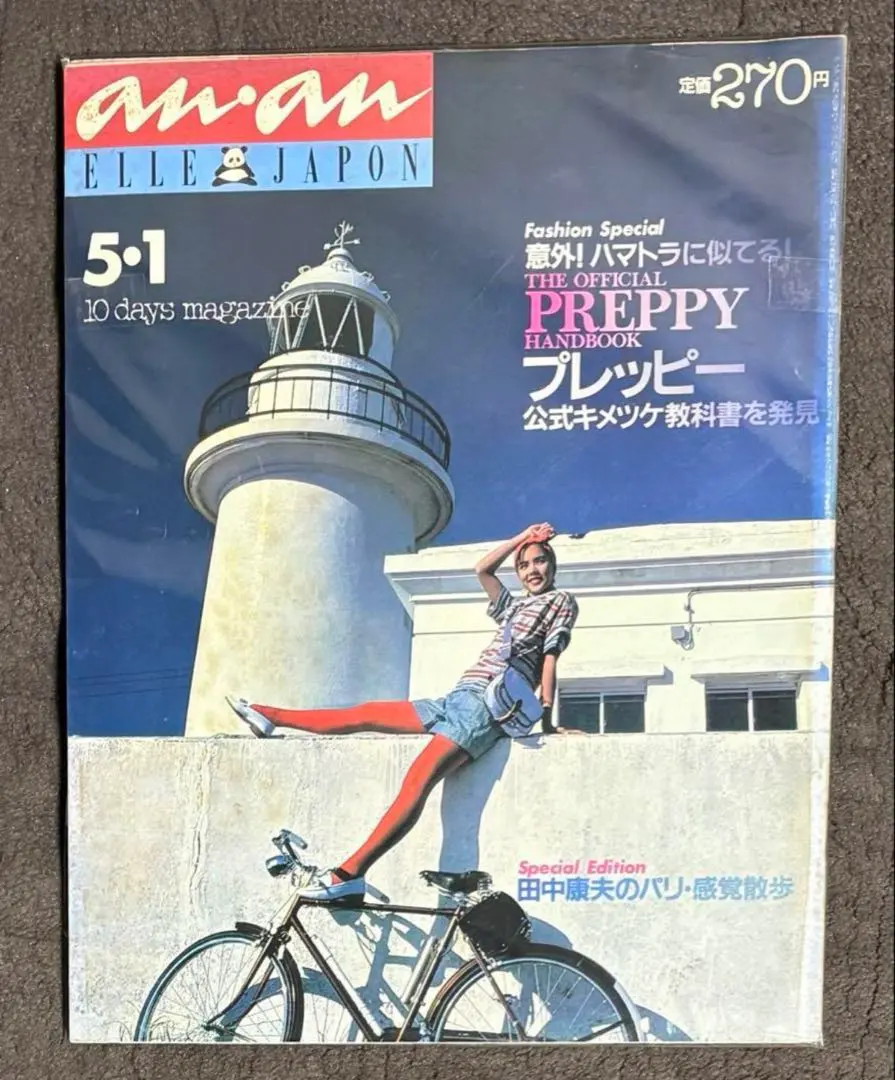 an・an
ELLE JAPON
定価270円
5・1
10 days magazine
Fashion Special
意外！ハマトラに似てる！
THE OFFICIAL
PREPPY
HANDBOOK
プレッピー
公式キメツケ教科書を発見
Special Edition
田中康夫のパリ・感覚散歩